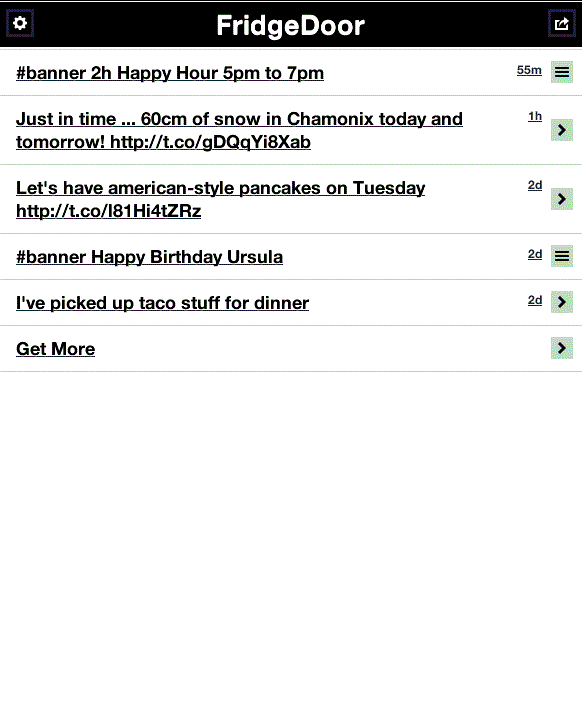 FridgeDoor
#banner 2h Happy Hour 5pm to 7pm 55m
Just in time ... 60cm of snow in Chamonix today and 1h
tomorrow! http://t.co/gDQqYi8Xab
Let's have american-style pancakes on Tuesday 2d
http://t.co/l81Hi4tZRz
#banner Happy Birthday Ursula 2d
I've picked up taco stuff for dinner 2d
Get More